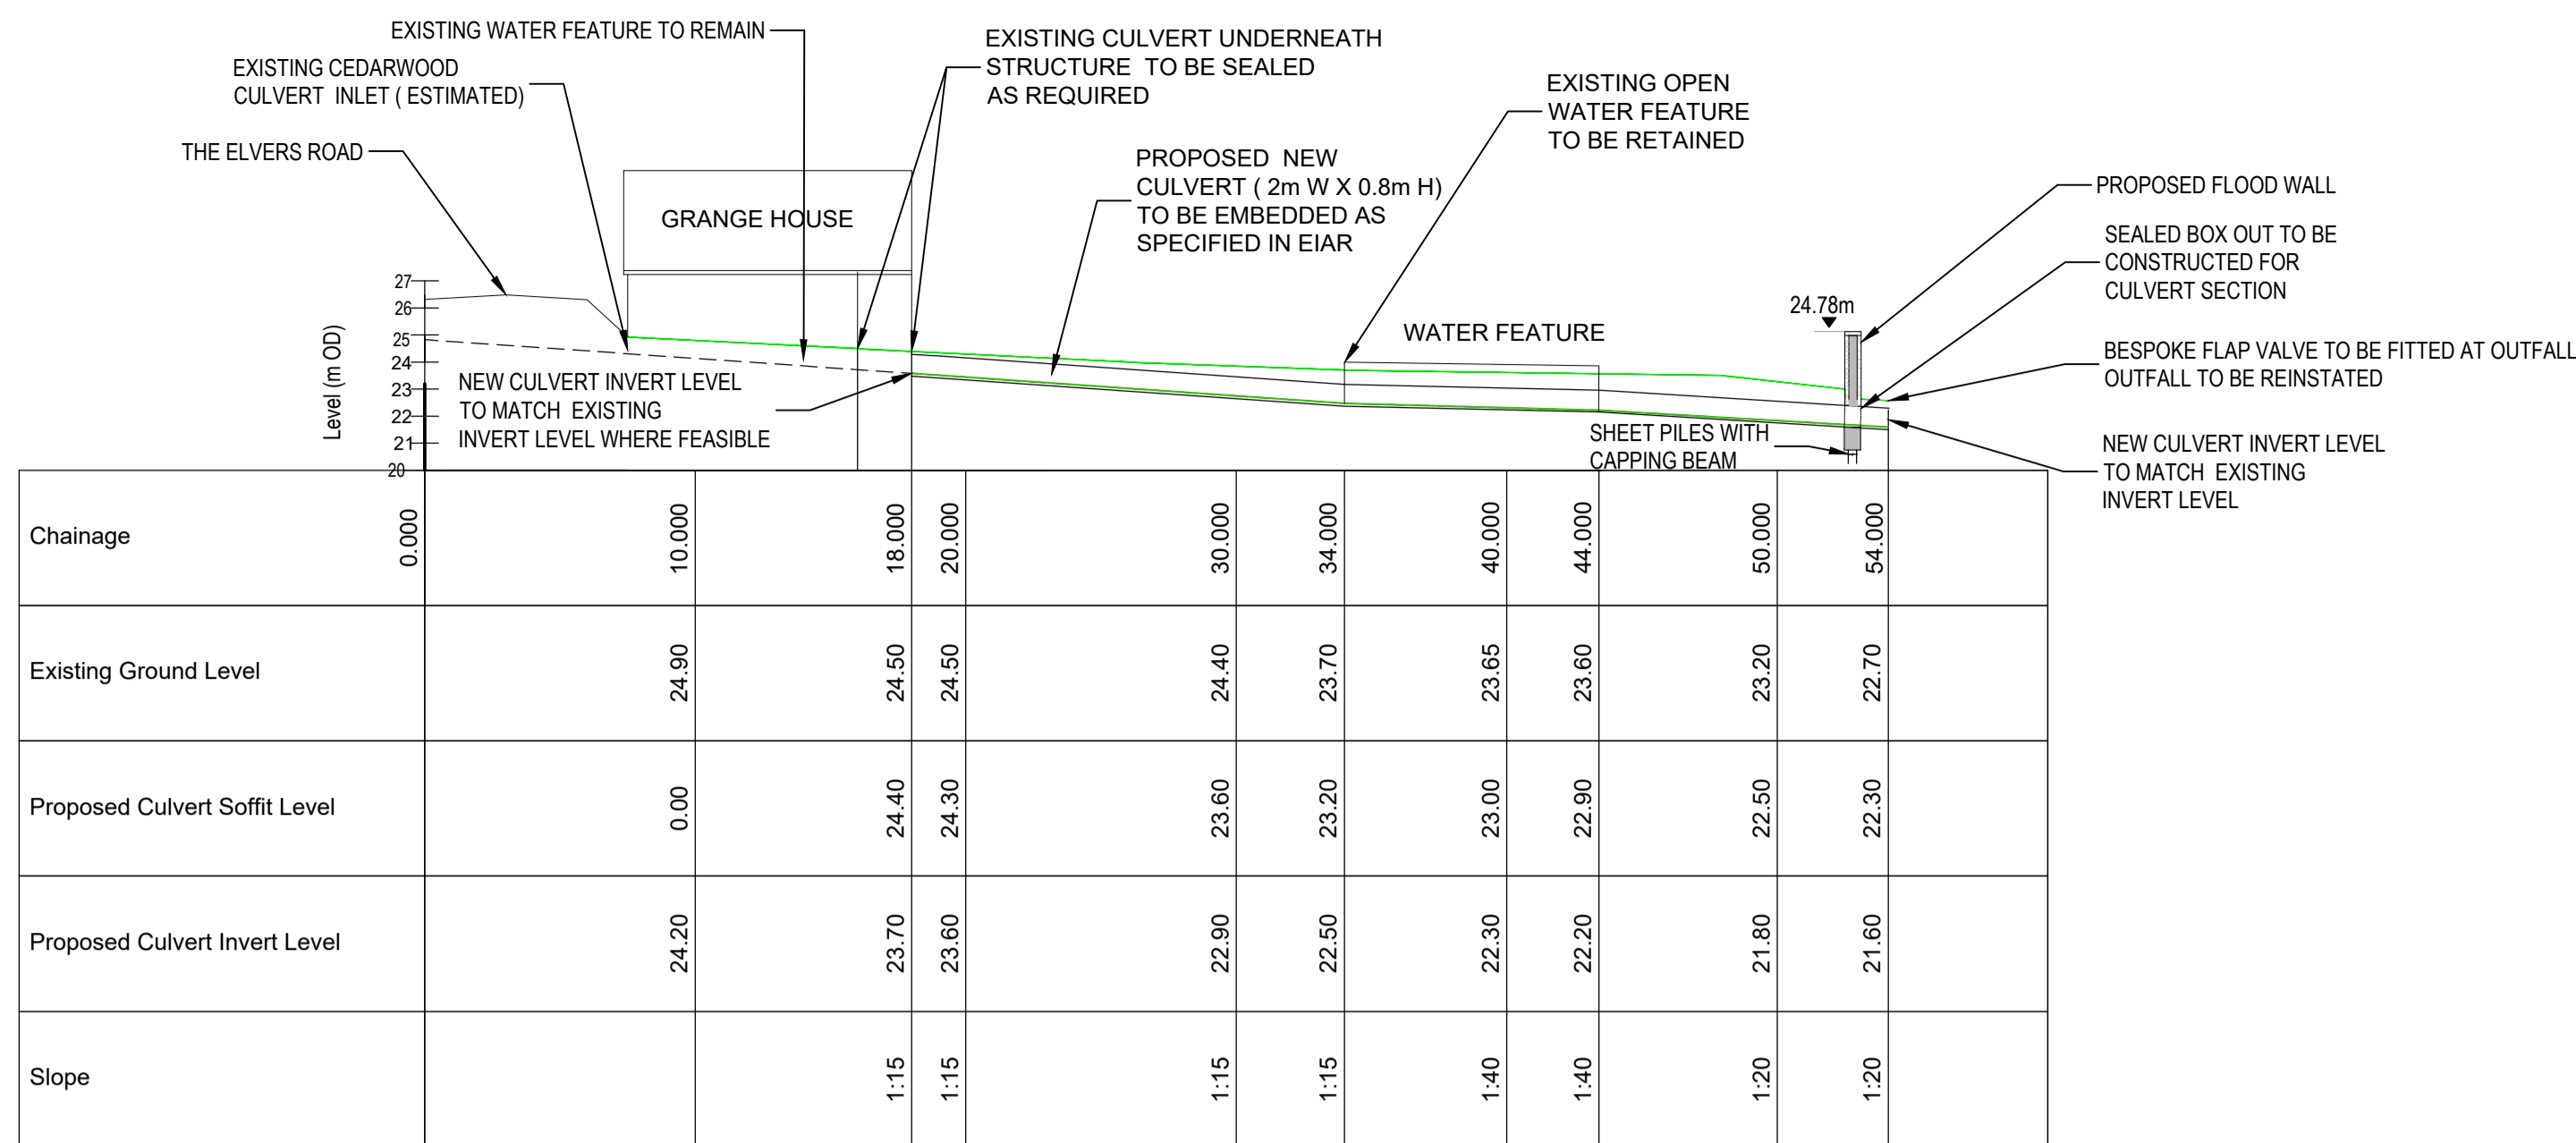 EXISTING WATER FEATURE TO REMAIN
EXISTING CEDARWOOD
CULVERT INLET ( ESTIMATED)
THE ELVERS ROAD
EXISTING CULVERT UNDERNEATH
STRUCTURE TO BE SEALED
AS REQUIRED
EXISTING OPEN
WATER FEATURE
TO BE RETAINED
PROPOSED NEW
CULVERT ( 2m W X 0.8m H)
TO BE EMBEDDED AS
SPECIFIED IN EIAR
GRANGE HOUSE
PROPOSED FLOOD WALL
SEALED BOX OUT TO BE
CONSTRUCTED FOR
CULVERT SECTION
24.78m
WATER FEATURE
BESPOKE FLAP VALVE TO BE FITTED AT OUTFALL
OUTFALL TO BE REINSTATED
Level (m OD)
27
26
25
24
23
22
21
20
NEW CULVERT INVERT LEVEL
TO MATCH EXISTING
INVERT LEVEL WHERE FEASIBLE
SHEET PILES WITH
CAPPING BEAM
NEW CULVERT INVERT LEVEL
TO MATCH EXISTING
INVERT LEVEL
Chainage 0.000 10.000 18.000 20.000 30.000 34.000 40.000 44.000 50.000 54.000
Existing Ground Level 24.90 24.50 24.50 24.40 23.70 23.65 23.60 23.20 22.70
Proposed Culvert Soffit Level 0.00 24.40 24.30 23.60 23.20 23.00 22.90 22.50 22.30
Proposed Culvert Invert Level 24.20 23.70 23.60 22.90 22.50 22.30 22.20 21.80 21.60
Slope 1:15 1:15 1:15 1:15 1:40 1:40 1:20 1:20